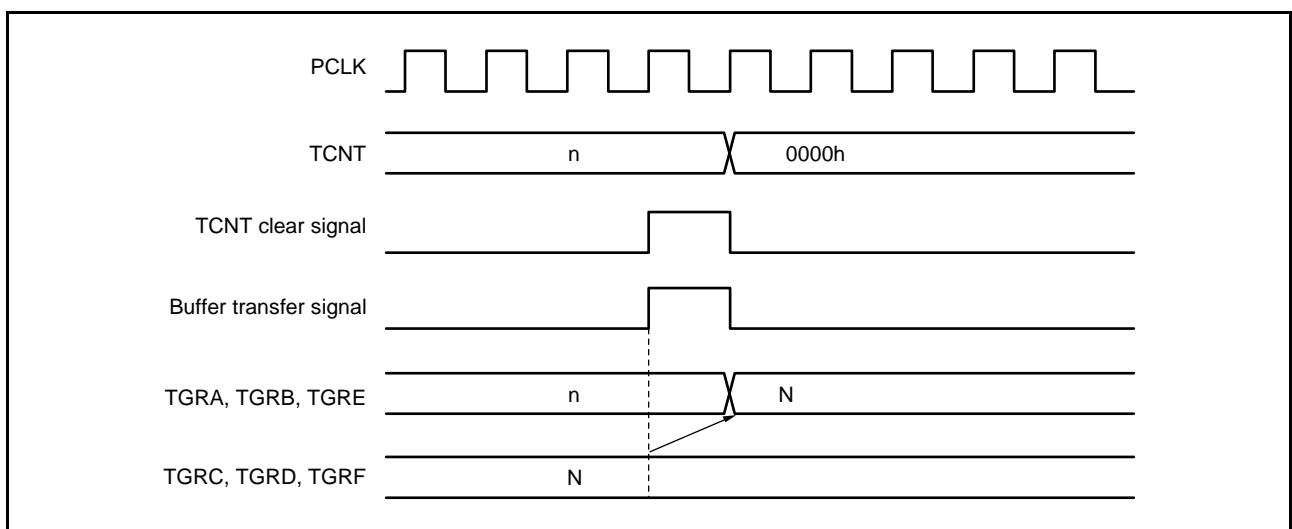 PCLK
TCNT n 0000h
TCNT clear signal
Buffer transfer signal
TGRA, TGRB, TGRE n N
TGRC, TGRD, TGRF N